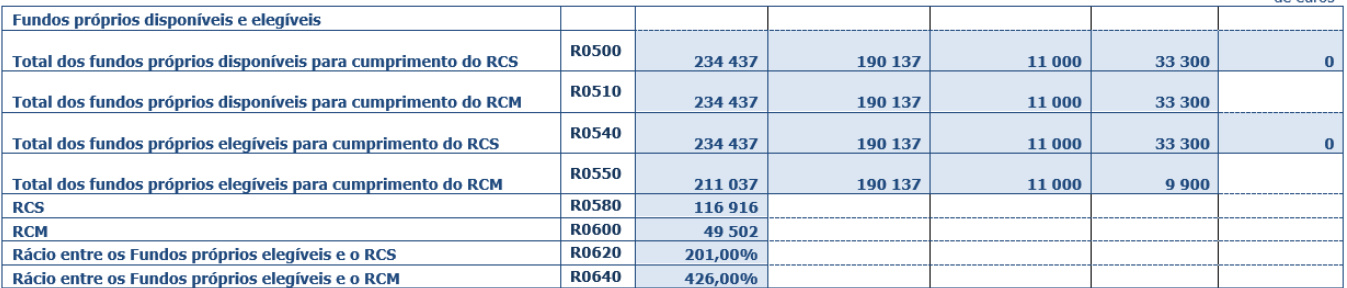 de euros
Fundos próprios disponíveis e elegíveis
Total dos fundos próprios disponíveis para cumprimento do RCS R0500 234 437 190 137 11 000 33 300 0
Total dos fundos próprios disponíveis para cumprimento do RCM R0510 234 437 190 137 11 000 33 300
Total dos fundos próprios elegíveis para cumprimento do RCS R0540 234 437 190 137 11 000 33 300 0
Total dos fundos próprios elegíveis para cumprimento do RCM R0550 211 037 190 137 11 000 9 900
RCS R0580 116 916
RCM R0600 49 502
Rácio entre os Fundos próprios elegíveis e o RCS R0620 201,00%
Rácio entre os Fundos próprios elegíveis e o RCM R0640 426,00%